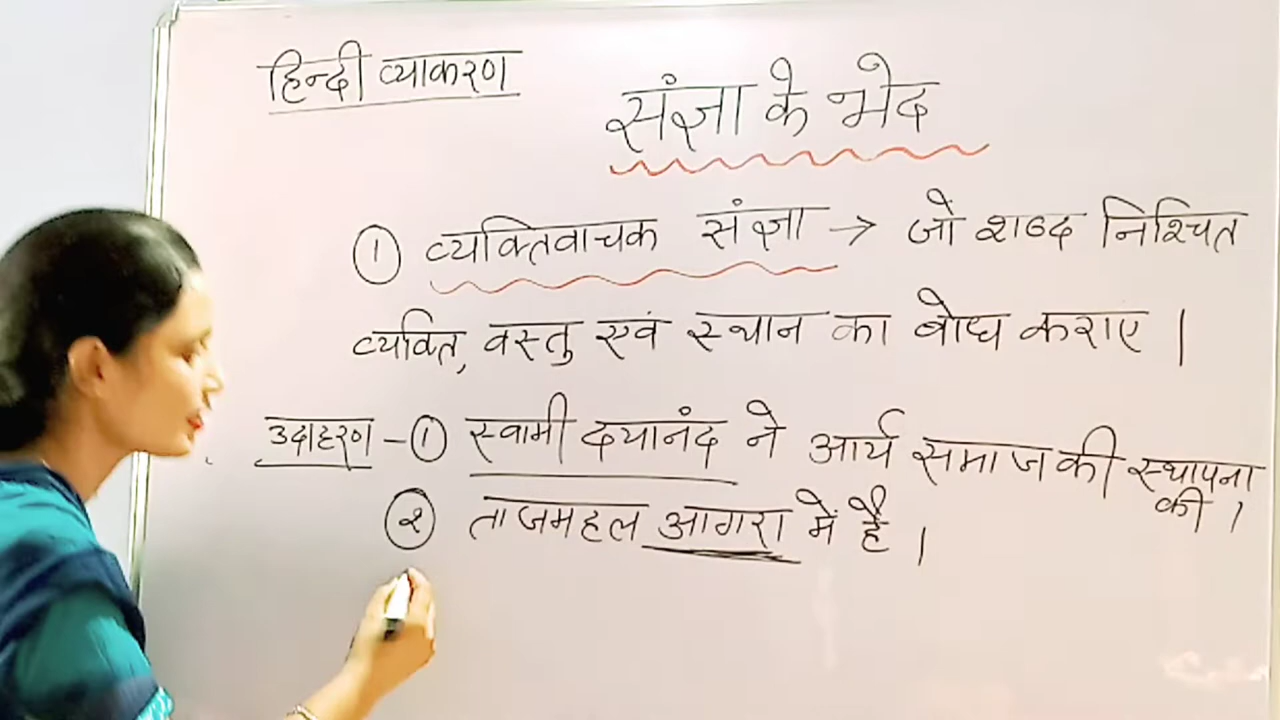 हिन्दी व्याकरण
संज्ञा के भेद
① व्यक्तिवाचक संज्ञा → जो शब्द निश्चित
व्यक्ति, वस्तु एवं स्थान का बोध कराए |
उदाहरण - ① स्वामी दयानंद ने आर्य समाज की स्थापना
की |
② ताजमहल आगरा में है |